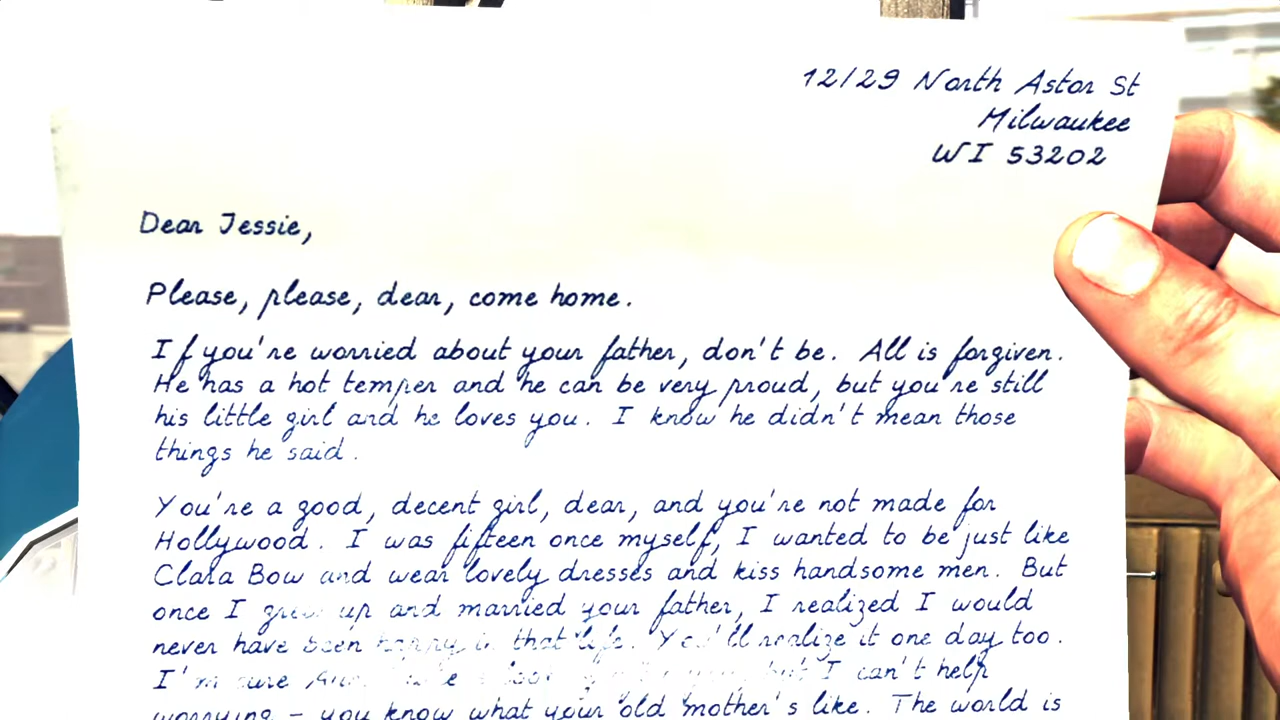 12/29 North Astor St
Milwaukee
WI 53202
Dear Jessie,
Please, please, dear, come home.
If you're worried about your father, don't be. All is forgiven.
He has a hot temper and he can be very proud, but you're still
his little girl and he loves you. I know he didn't mean those
things he said.
You're a good, decent girl, dear, and you're not made for
Hollywood. I was fifteen once myself, I wanted to be just like
Clara Bow and wear lovely dresses and kiss handsome men. But
once I grew up and married your father, I realized I would
never have been happy in that life. You'll realize it one day too.
I'm sure but I can't help
worrying - you know what your old mother's like. The world is